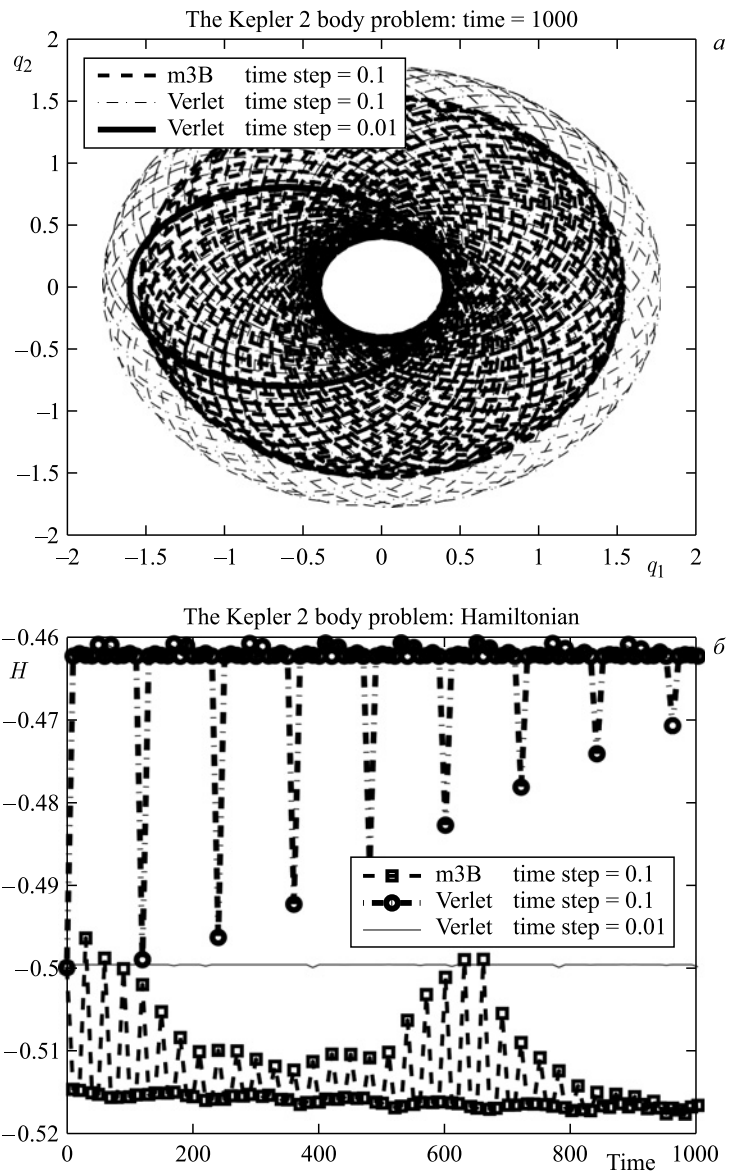 The Kepler 2 body problem: time = 1000
а
q2
2
m3B time step = 0.1
Verlet time step = 0.1
Verlet time step = 0.01
1.5
1
0.5
0
−0.5
−1
−1.5
−2
−2 −1.5 −1 −0.5 0 0.5 1 1.5 2
q1
The Kepler 2 body problem: Hamiltonian
б
−0.46
H
−0.47
−0.48
−0.49
m3B time step = 0.1
Verlet time step = 0.1
Verlet time step = 0.01
−0.50
−0.51
−0.52
0 200 400 600 800 1000
Time